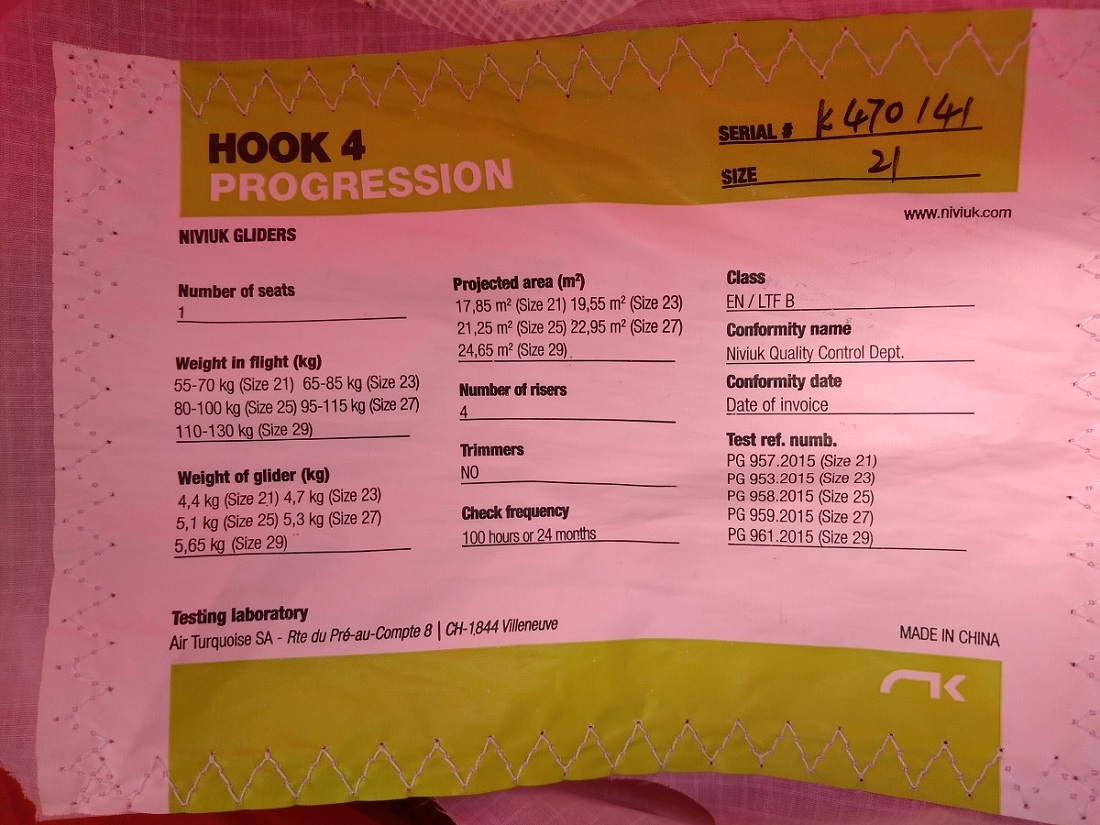 HOOK 4
PROGRESSION
SERIAL # K470141
SIZE 21
www.niviuk.com
NIVIUK GLIDERS
Number of seats
1
Weight in flight (kg)
55-70 kg (Size 21) 65-85 kg (Size 23)
80-100 kg (Size 25) 95-115 kg (Size 27)
110-130 kg (Size 29)
Weight of glider (kg)
4,4 kg (Size 21) 4,7 kg (Size 23)
5,1 kg (Size 25) 5,3 kg (Size 27)
5,65 kg (Size 29)
Projected area (m²)
17,85 m² (Size 21) 19,55 m² (Size 23)
21,25 m² (Size 25) 22,95 m² (Size 27)
24,65 m² (Size 29)
Number of risers
4
Trimmers
NO
Check frequency
100 hours or 24 months
Class
EN / LTF B
Conformity name
Niviuk Quality Control Dept.
Conformity date
Date of invoice
Test ref. numb.
PG 957.2015 (Size 21)
PG 953.2015 (Size 23)
PG 958.2015 (Size 25)
PG 959.2015 (Size 27)
PG 961.2015 (Size 29)
Testing laboratory
Air Turquoise SA - Rte du Pré-au-Compte 8 | CH-1844 Villeneuve
MADE IN CHINA